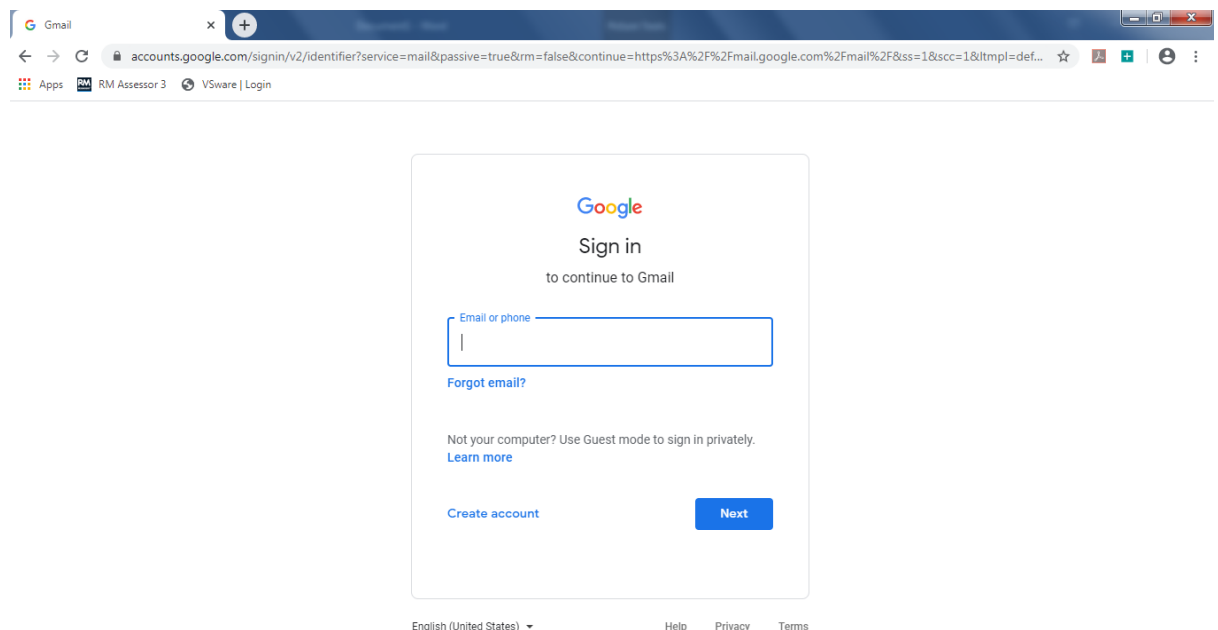 Gmail
accounts.google.com/signin/v2/identifier?service=mail&passive=true&rm=false&continue=https%3A%2F%2Fmail.google.com%2Fmail%2F&ss=1&scc=1&ltmpl=def...
Apps RM RM Assessor 3 VSware | Login
Google
Sign in
to continue to Gmail
Email or phone
Forgot email?
Not your computer? Use Guest mode to sign in privately.
Learn more
Create account Next
English (United States) Help Privacy Terms